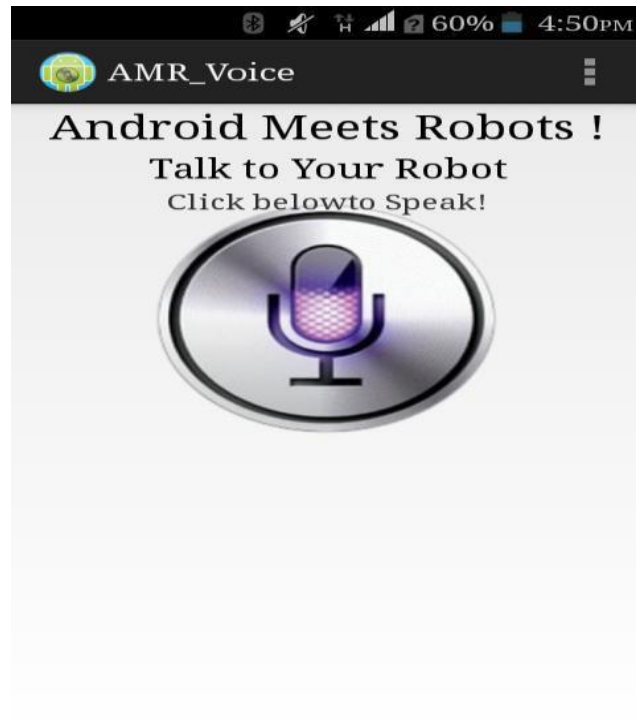 H 60% 4:50PM
AMR_Voice
Android Meets Robots !
Talk to Your Robot
Click belowto Speak!